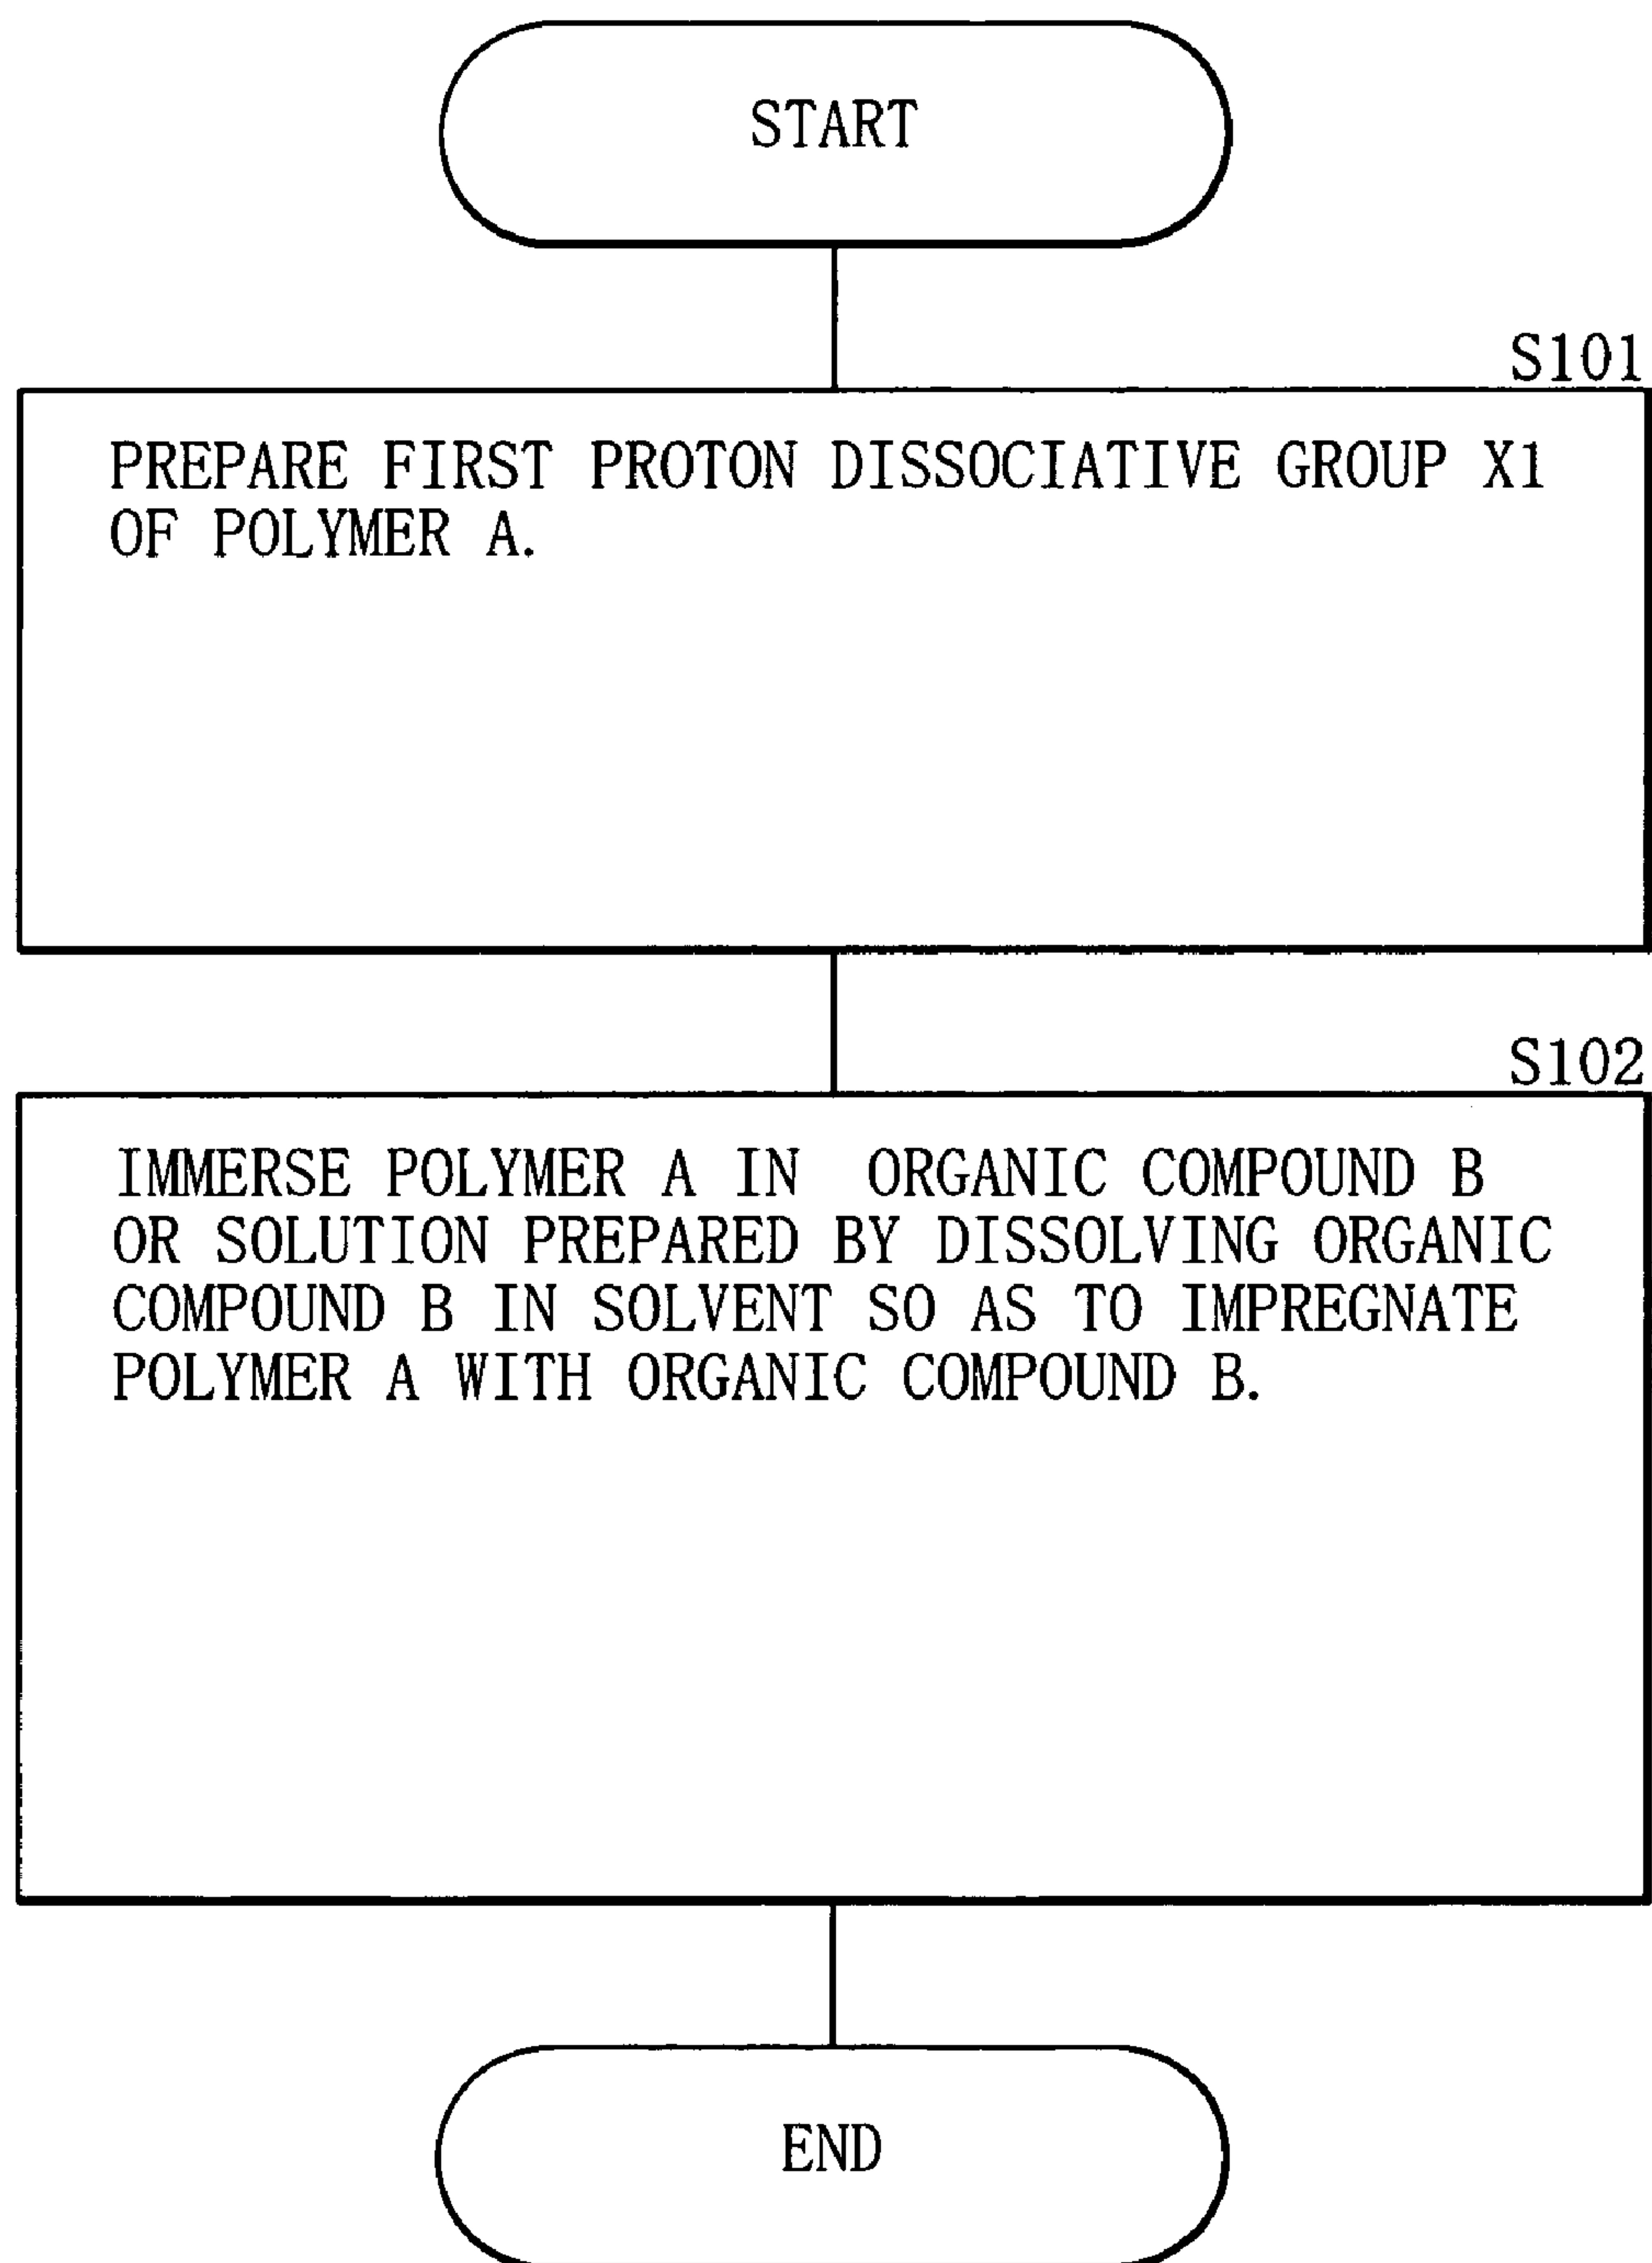 START
S101
PREPARE FIRST PROTON DISSOCIATIVE GROUP X1
OF POLYMER A.
S102
IMMERSE POLYMER A IN ORGANIC COMPOUND B
OR SOLUTION PREPARED BY DISSOLVING ORGANIC
COMPOUND B IN SOLVENT SO AS TO IMPREGNATE
POLYMER A WITH ORGANIC COMPOUND B.
END